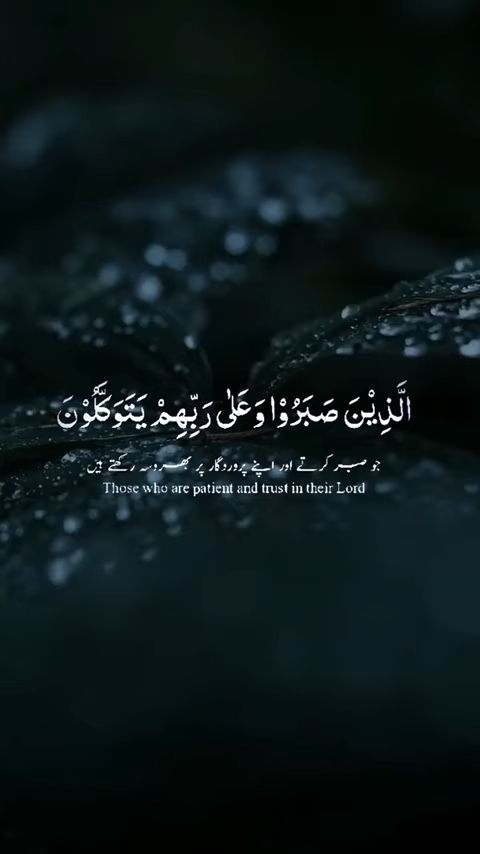 الَّذِيْنَ صَبَرُوْا وَعَلٰى رَبِّهِمْ يَتَوَكَّلُوْنَ
جو صبر کرتے اور اپنے پروردگار پر بھروسہ رکھتے ہیں
Those who are patient and trust in their Lord